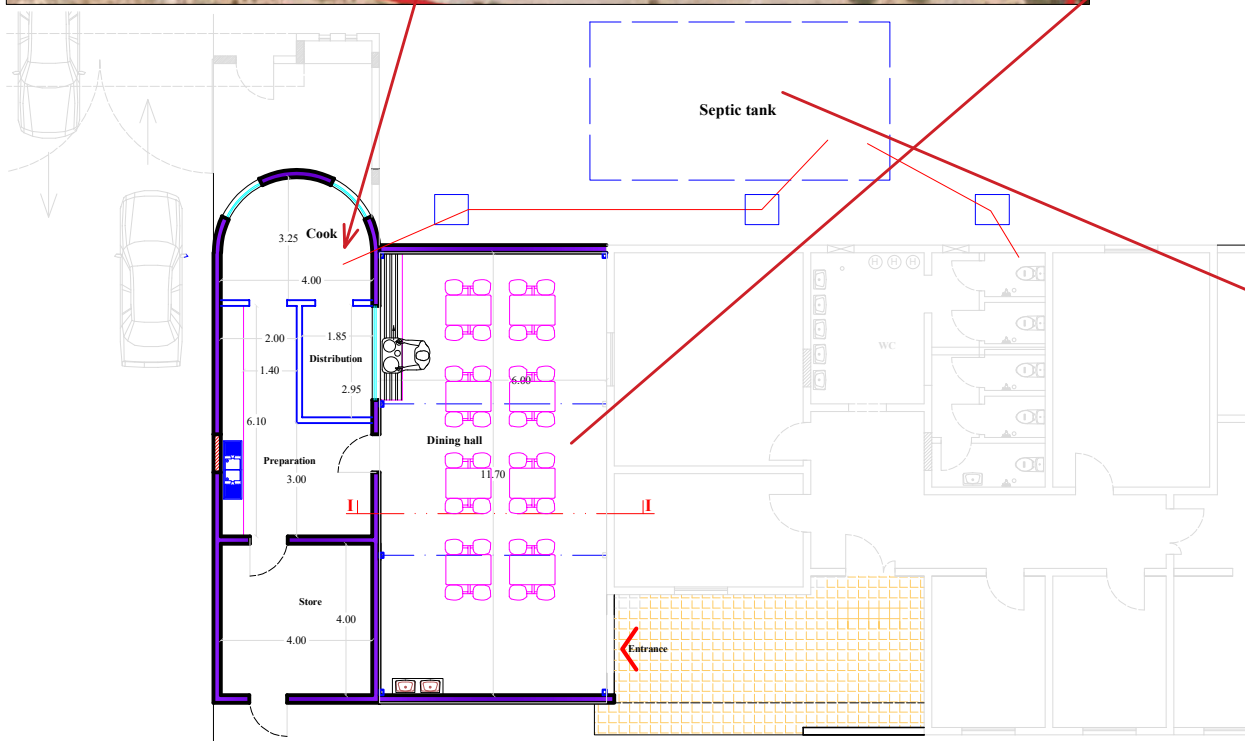 Septic tank
Cook
3.25
4.00
2.00
1.85
Distribution
1.40
2.95
6.00
6.10
Dining hall
Preparation
11.70
3.00
I
I
WC
H
H
H
Store
4.00
4.00
Entrance